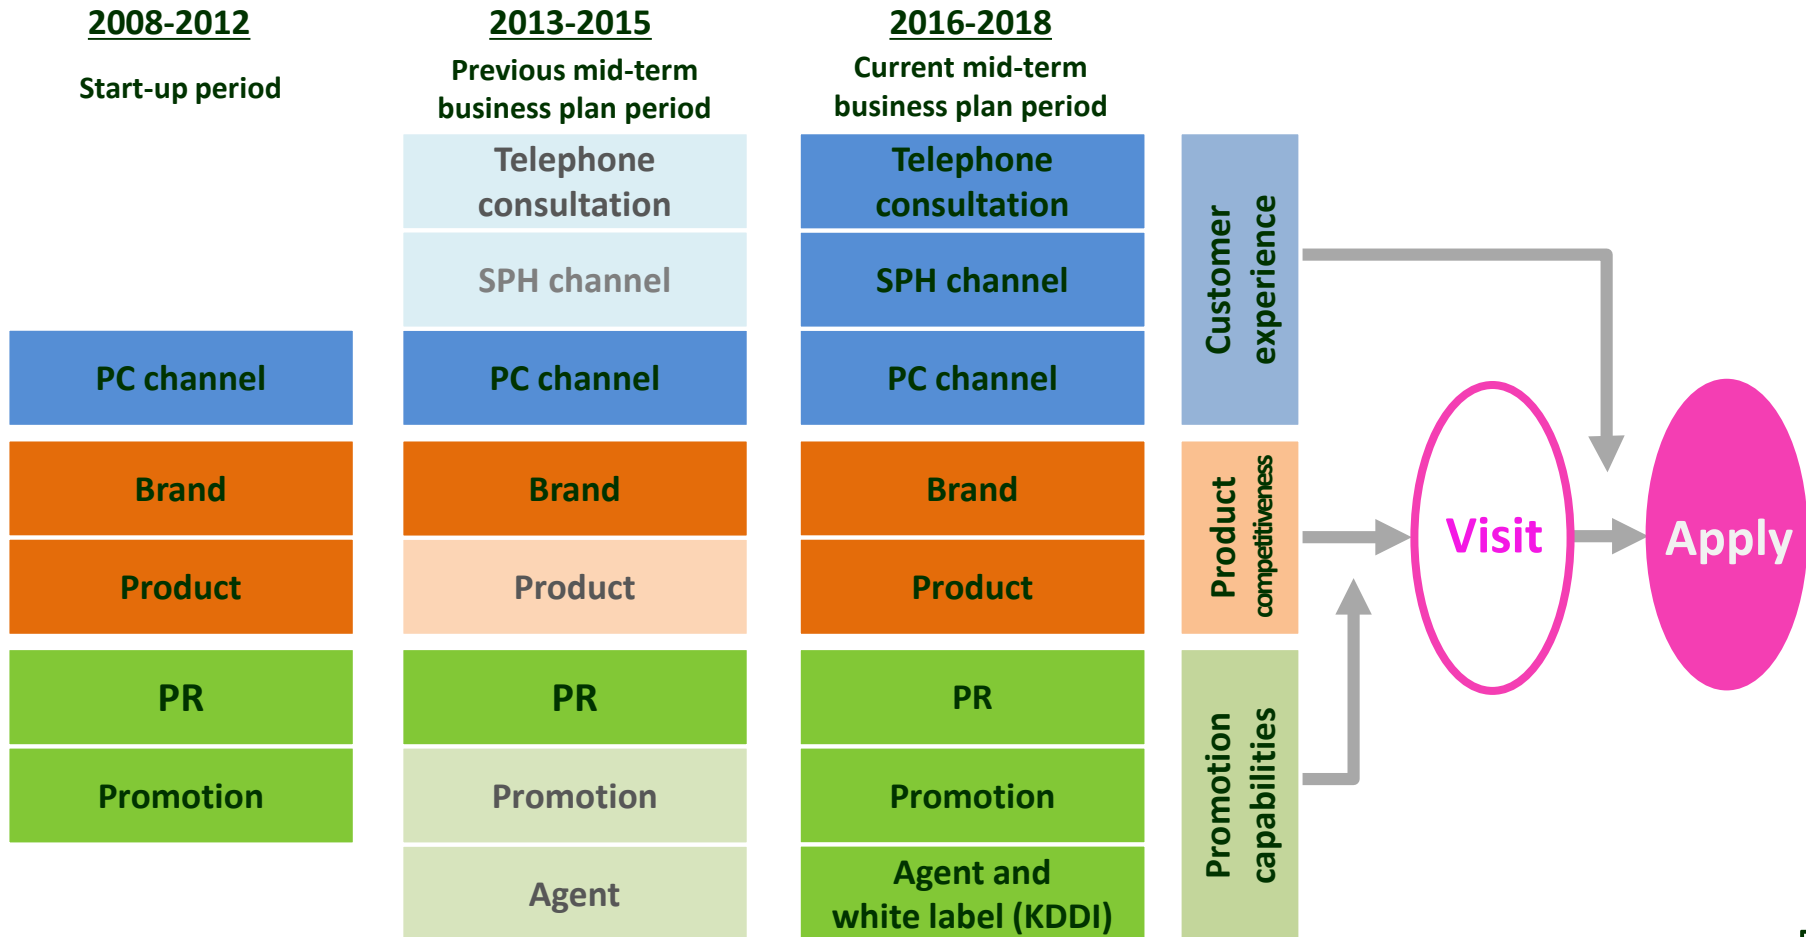 2008-2012
Start-up period
PC channel
Brand
Product
PR
Promotion
2013-2015
Previous mid-term
business plan period
Telephone
consultation
SPH channel
PC channel
Brand
Product
PR
Promotion
Agent
2016-2018
Current mid-term
business plan period
Telephone
consultation
SPH channel
PC channel
Brand
Product
PR
Promotion
Agent and
white label (KDDI)
Customer
experience
Product
competitiveness
Promotion
capabilities
Visit
Apply